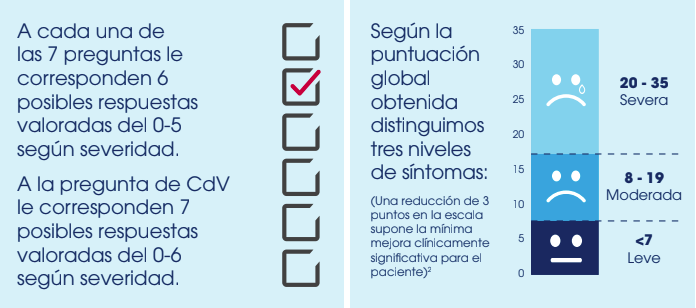 A cada una de
las 7 preguntas le
corresponden 6
posibles respuestas
valoradas del 0-5
según severidad.
A la pregunta de CdV
le corresponden 7
posibles respuestas
valoradas del 0-6
según severidad.
Según la
puntuación
global
obtenida
distinguimos
tres niveles
de síntomas:
(Una reducción de 3
puntos en la escala
supone la mínima
mejora clínicamente
significativa para el
paciente)²
35
30
25
20
15
10
5
0
20 - 35
Severa
8 - 19
Moderada
<7
Leve